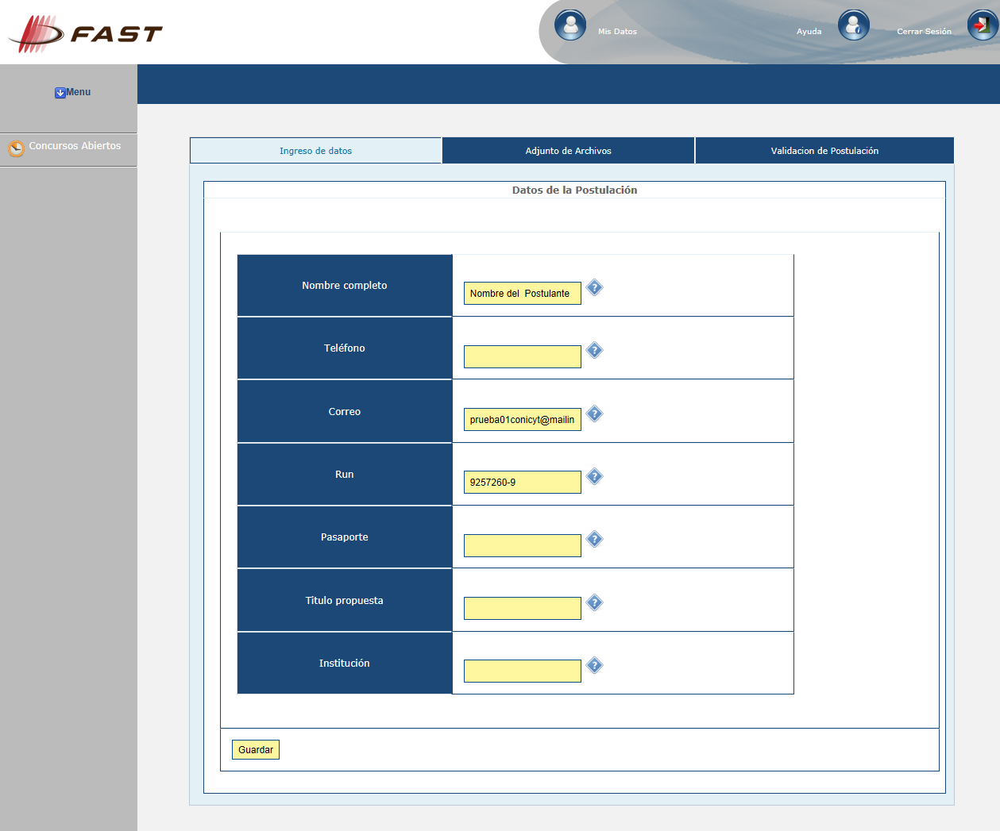 FAST
Mis Datos
Ayuda
Cerrar Sesión
Menu
Concursos Abiertos
Ingreso de datos
Adjunto de Archivos
Validacion de Postulación
Datos de la Postulación
Nombre completo
Nombre del  Postulante
?
Teléfono
?
Correo
prueba01conicyt@mailin
?
Run
9257260-9
?
Pasaporte
?
Titulo propuesta
?
Institución
?
Guardar